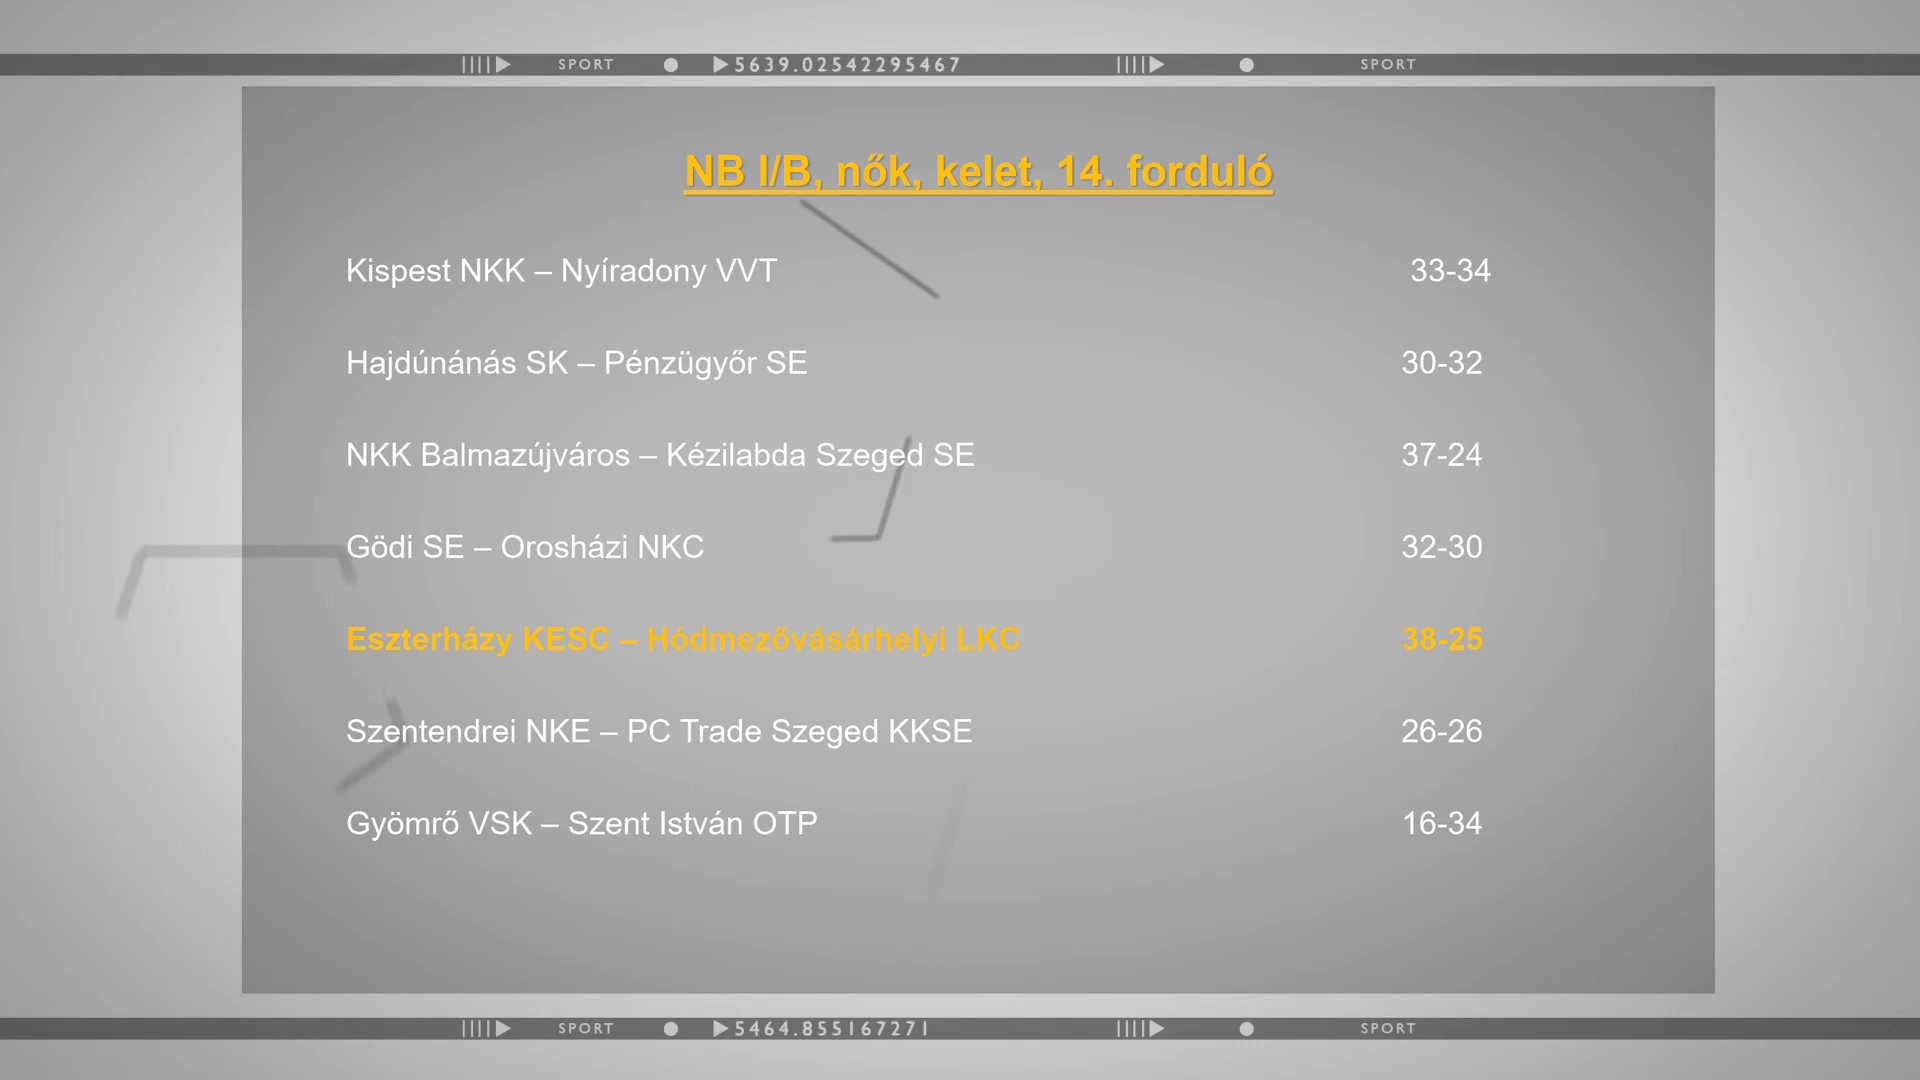 SPORT 5639.02542295467 SPORT
NB I/B, nők, kelet, 14. forduló
Kispest NKK – Nyíradony VVT 33-34
Hajdúnánás SK – Pénzügyőr SE 30-32
NKK Balmazújváros – Kézilabda Szeged SE 37-24
Gödi SE – Orosházi NKC 32-30
Eszterházy KESC – Hódmezővásárhelyi LKC 38-25
Szentendrei NKE – PC Trade Szeged KKSE 26-26
Gyömrő VSK – Szent István OTP 16-34
SPORT 5464.855167271 SPORT